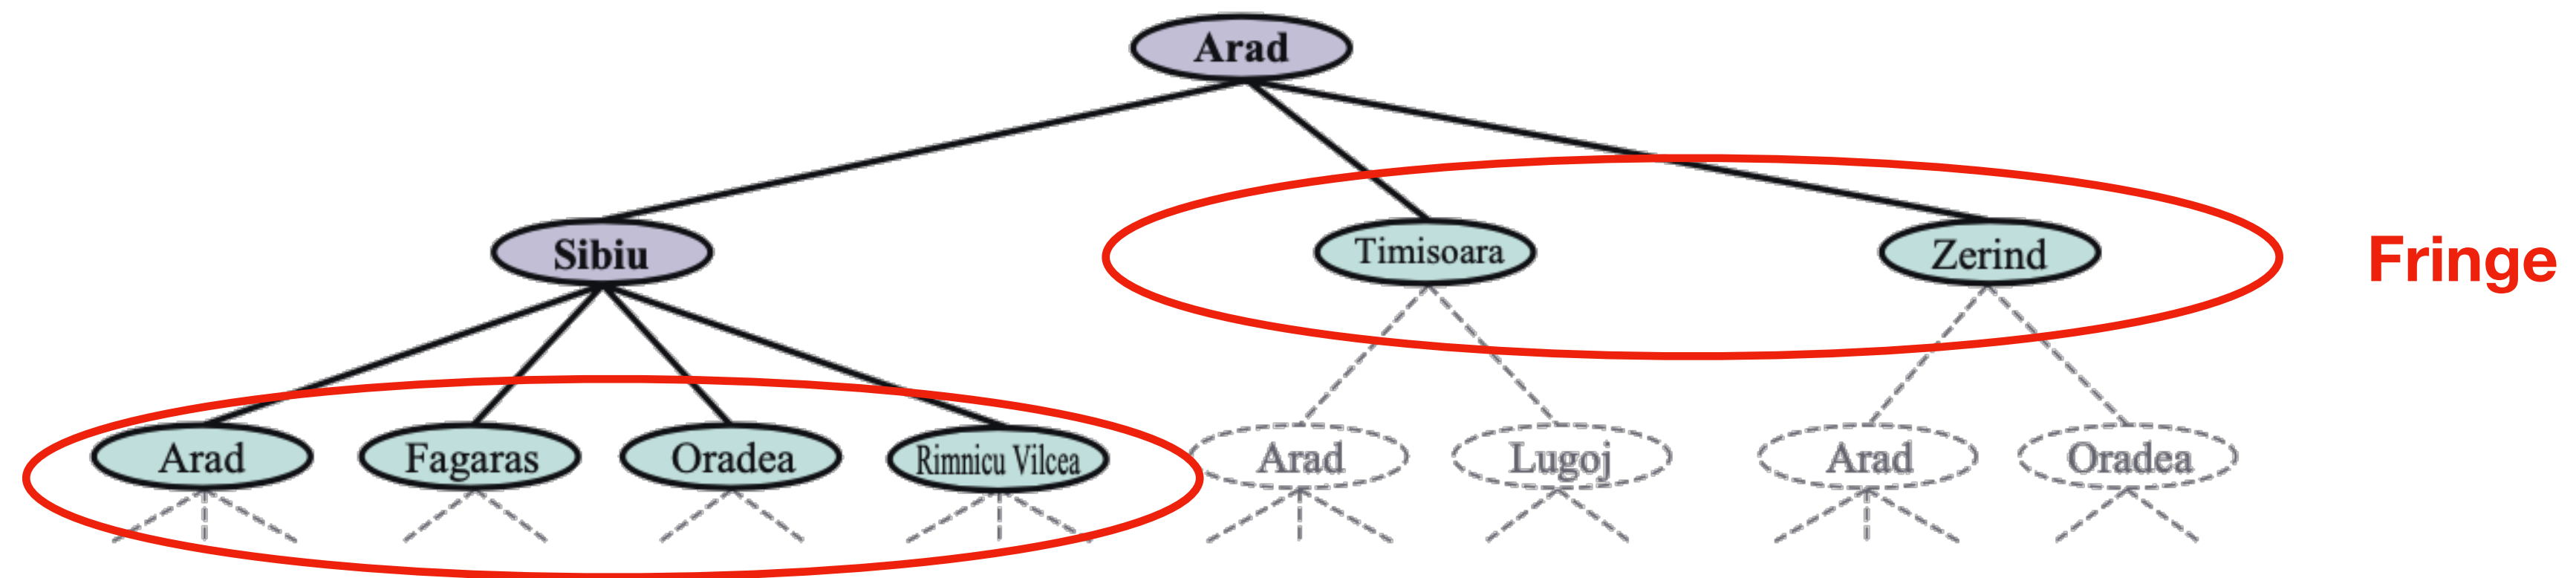 Arad
Sibiu
Timisoara
Zerind
Fringe
Arad
Fagaras
Oradea
Rimnicu Vilcea
Arad
Lugoj
Arad
Oradea